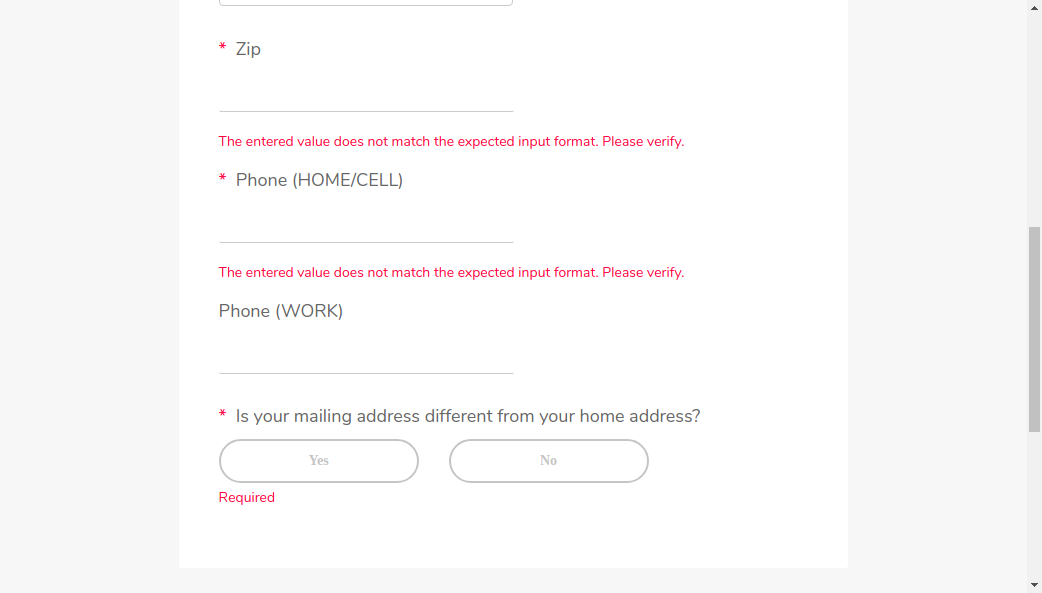 * Zip
The entered value does not match the expected input format. Please verify.
* Phone (HOME/CELL)
The entered value does not match the expected input format. Please verify.
Phone (WORK)
* Is your mailing address different from your home address?
Yes No
Required